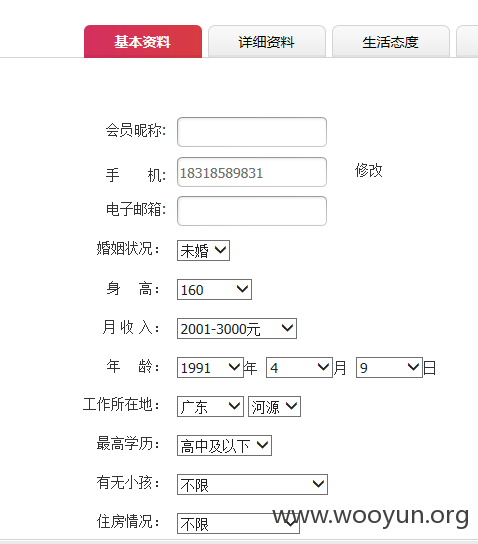 基本资料 详细资料 生活态度
会员昵称:
手 机: 18318589831 修改
电子邮箱:
婚姻状况: 未婚
身 高: 160
月 收 入: 2001-3000元
年 龄: 1991 年 4 月 9 日
工作所在地: 广东 河源
最高学历: 高中及以下
有无小孩: 不限
住房情况: 不限
www.wooyun.org